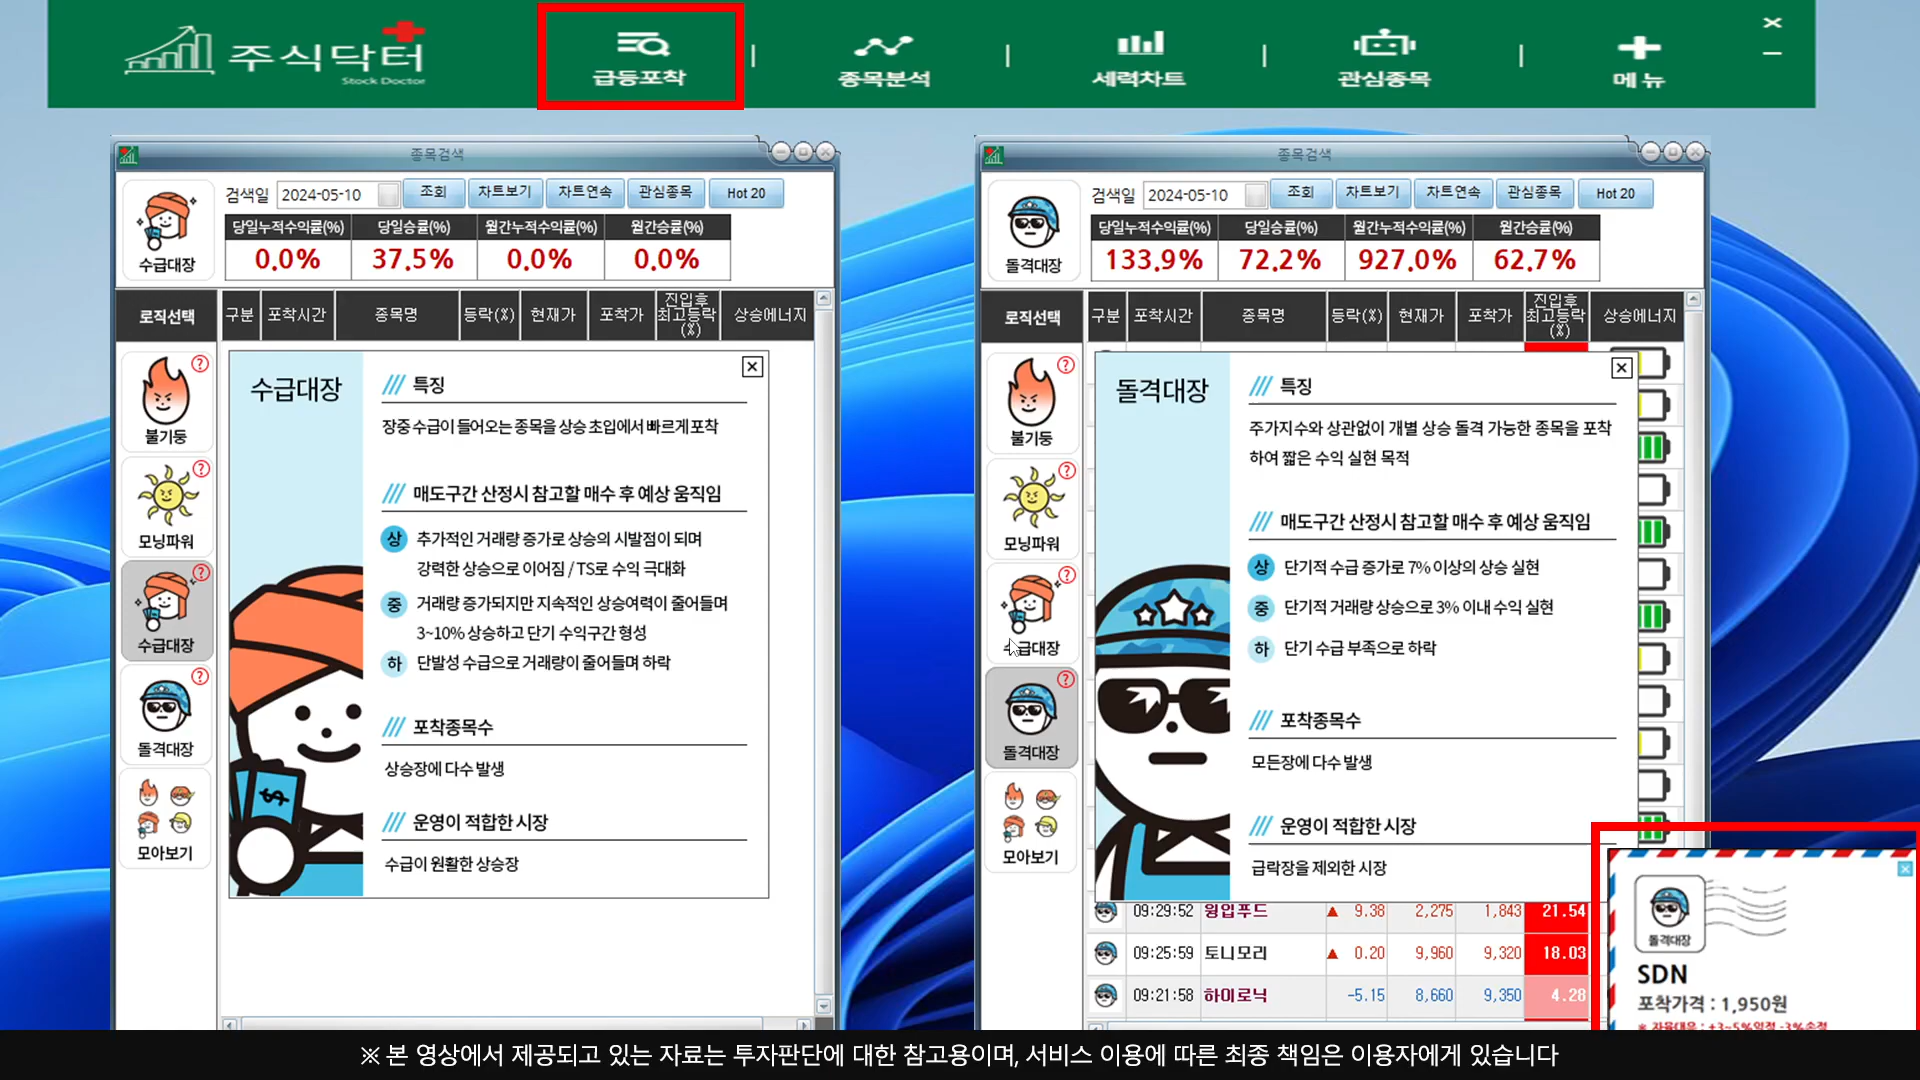 주식닥터
Stock Doctor
급등포착
종목분석
세력차트
관심종목
메뉴
종목검색
수급대장
검색일
2024-05-10
조회
차트보기
차트연속
관심종목
Hot 20
당일누적수익률(%)
당일승률(%)
월간누적수익률(%)
월간승률(%)
0.0%
37.5%
0.0%
0.0%
로직선택
구분
포착시간
종목명
등락(%)
현재가
포착가
진입후
최고등락
(%)
상승에너지
불기둥
모닝파워
수급대장
돌격대장
모아보기
수급대장
/// 특징
장중 수급이 들어오는 종목을 상승 초입에서 빠르게 포착
/// 매도구간 산정시 참고할 매수 후 예상 움직임
상 추가적인 거래량 증가로 상승의 시발점이 되며
강력한 상승으로 이어짐 / TS로 수익 극대화
중 거래량 증가되지만 지속적인 상승여력이 줄어들며
3~10% 상승하고 단기 수익구간 형성
하 단발성 수급으로 거래량이 줄어들며 하락
/// 포착종목수
상승장에 다수 발생
/// 운영이 적합한 시장
수급이 원활한 상승장
종목검색
돌격대장
검색일
2024-05-10
조회
차트보기
차트연속
관심종목
Hot 20
당일누적수익률(%)
당일승률(%)
월간누적수익률(%)
월간승률(%)
133.9%
72.2%
927.0%
62.7%
로직선택
구분
포착시간
종목명
등락(%)
현재가
포착가
진입후
최고등락
(%)
상승에너지
불기둥
모닝파워
수급대장
돌격대장
모아보기
돌격대장
/// 특징
주가지수와 상관없이 개별 상승 돌격 가능한 종목을 포착
하여 짧은 수익 실현 목적
/// 매도구간 산정시 참고할 매수 후 예상 움직임
상 단기적 수급 증가로 7% 이상의 상승 실현
중 단기적 거래량 상승으로 3% 이내 수익 실현
하 단기 수급 부족으로 하락
/// 포착종목수
모든장에 다수 발생
/// 운영이 적합한 시장
급락장을 제외한 시장
09:29:52 윙입푸드 ▲ 9.38 2,275 1,843 21.54
09:25:59 토니모리 ▲ 0.20 9,960 9,320 18.03
09:21:58 하이로닉 -5.15 8,660 9,350 4.28
돌격대장
SDN
포착가격 : 1,950원
※ 본 영상에서 제공되고 있는 자료는 투자판단에 대한 참고용이며, 서비스 이용에 따른 최종 책임은 이용자에게 있습니다